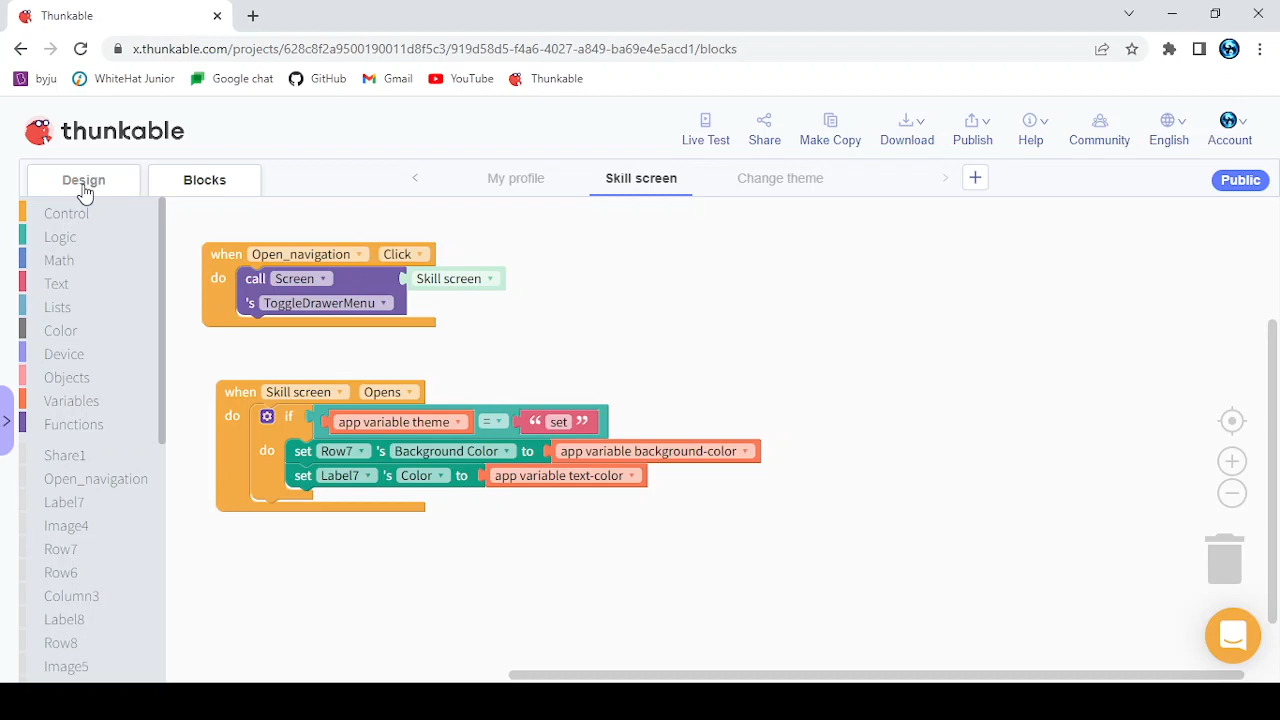 Thunkable
x.thunkable.com/projects/628c8f2a9500190011d8f5c3/919d58d5-f4a6-4027-a849-ba69e4e5acd1/blocks
byju WhiteHat Junior Google chat GitHub Gmail YouTube Thunkable
thunkable
Live Test Share Make Copy Download Publish Help Community English Account
Design Blocks My profile Skill screen Change theme Public
Control
Logic
Math
Text
Lists
Color
Device
Objects
Variables
Functions
Share1
Open_navigation
Label7
Image4
Row7
Row6
Column3
Label8
Row8
Image5
when Open_navigation Click
do call Screen Skill screen
's ToggleDrawerMenu
when Skill screen Opens
do if app variable theme = “ set ”
do set Row7 's Background Color to app variable background-color
set Label7 's Color to app variable text-color